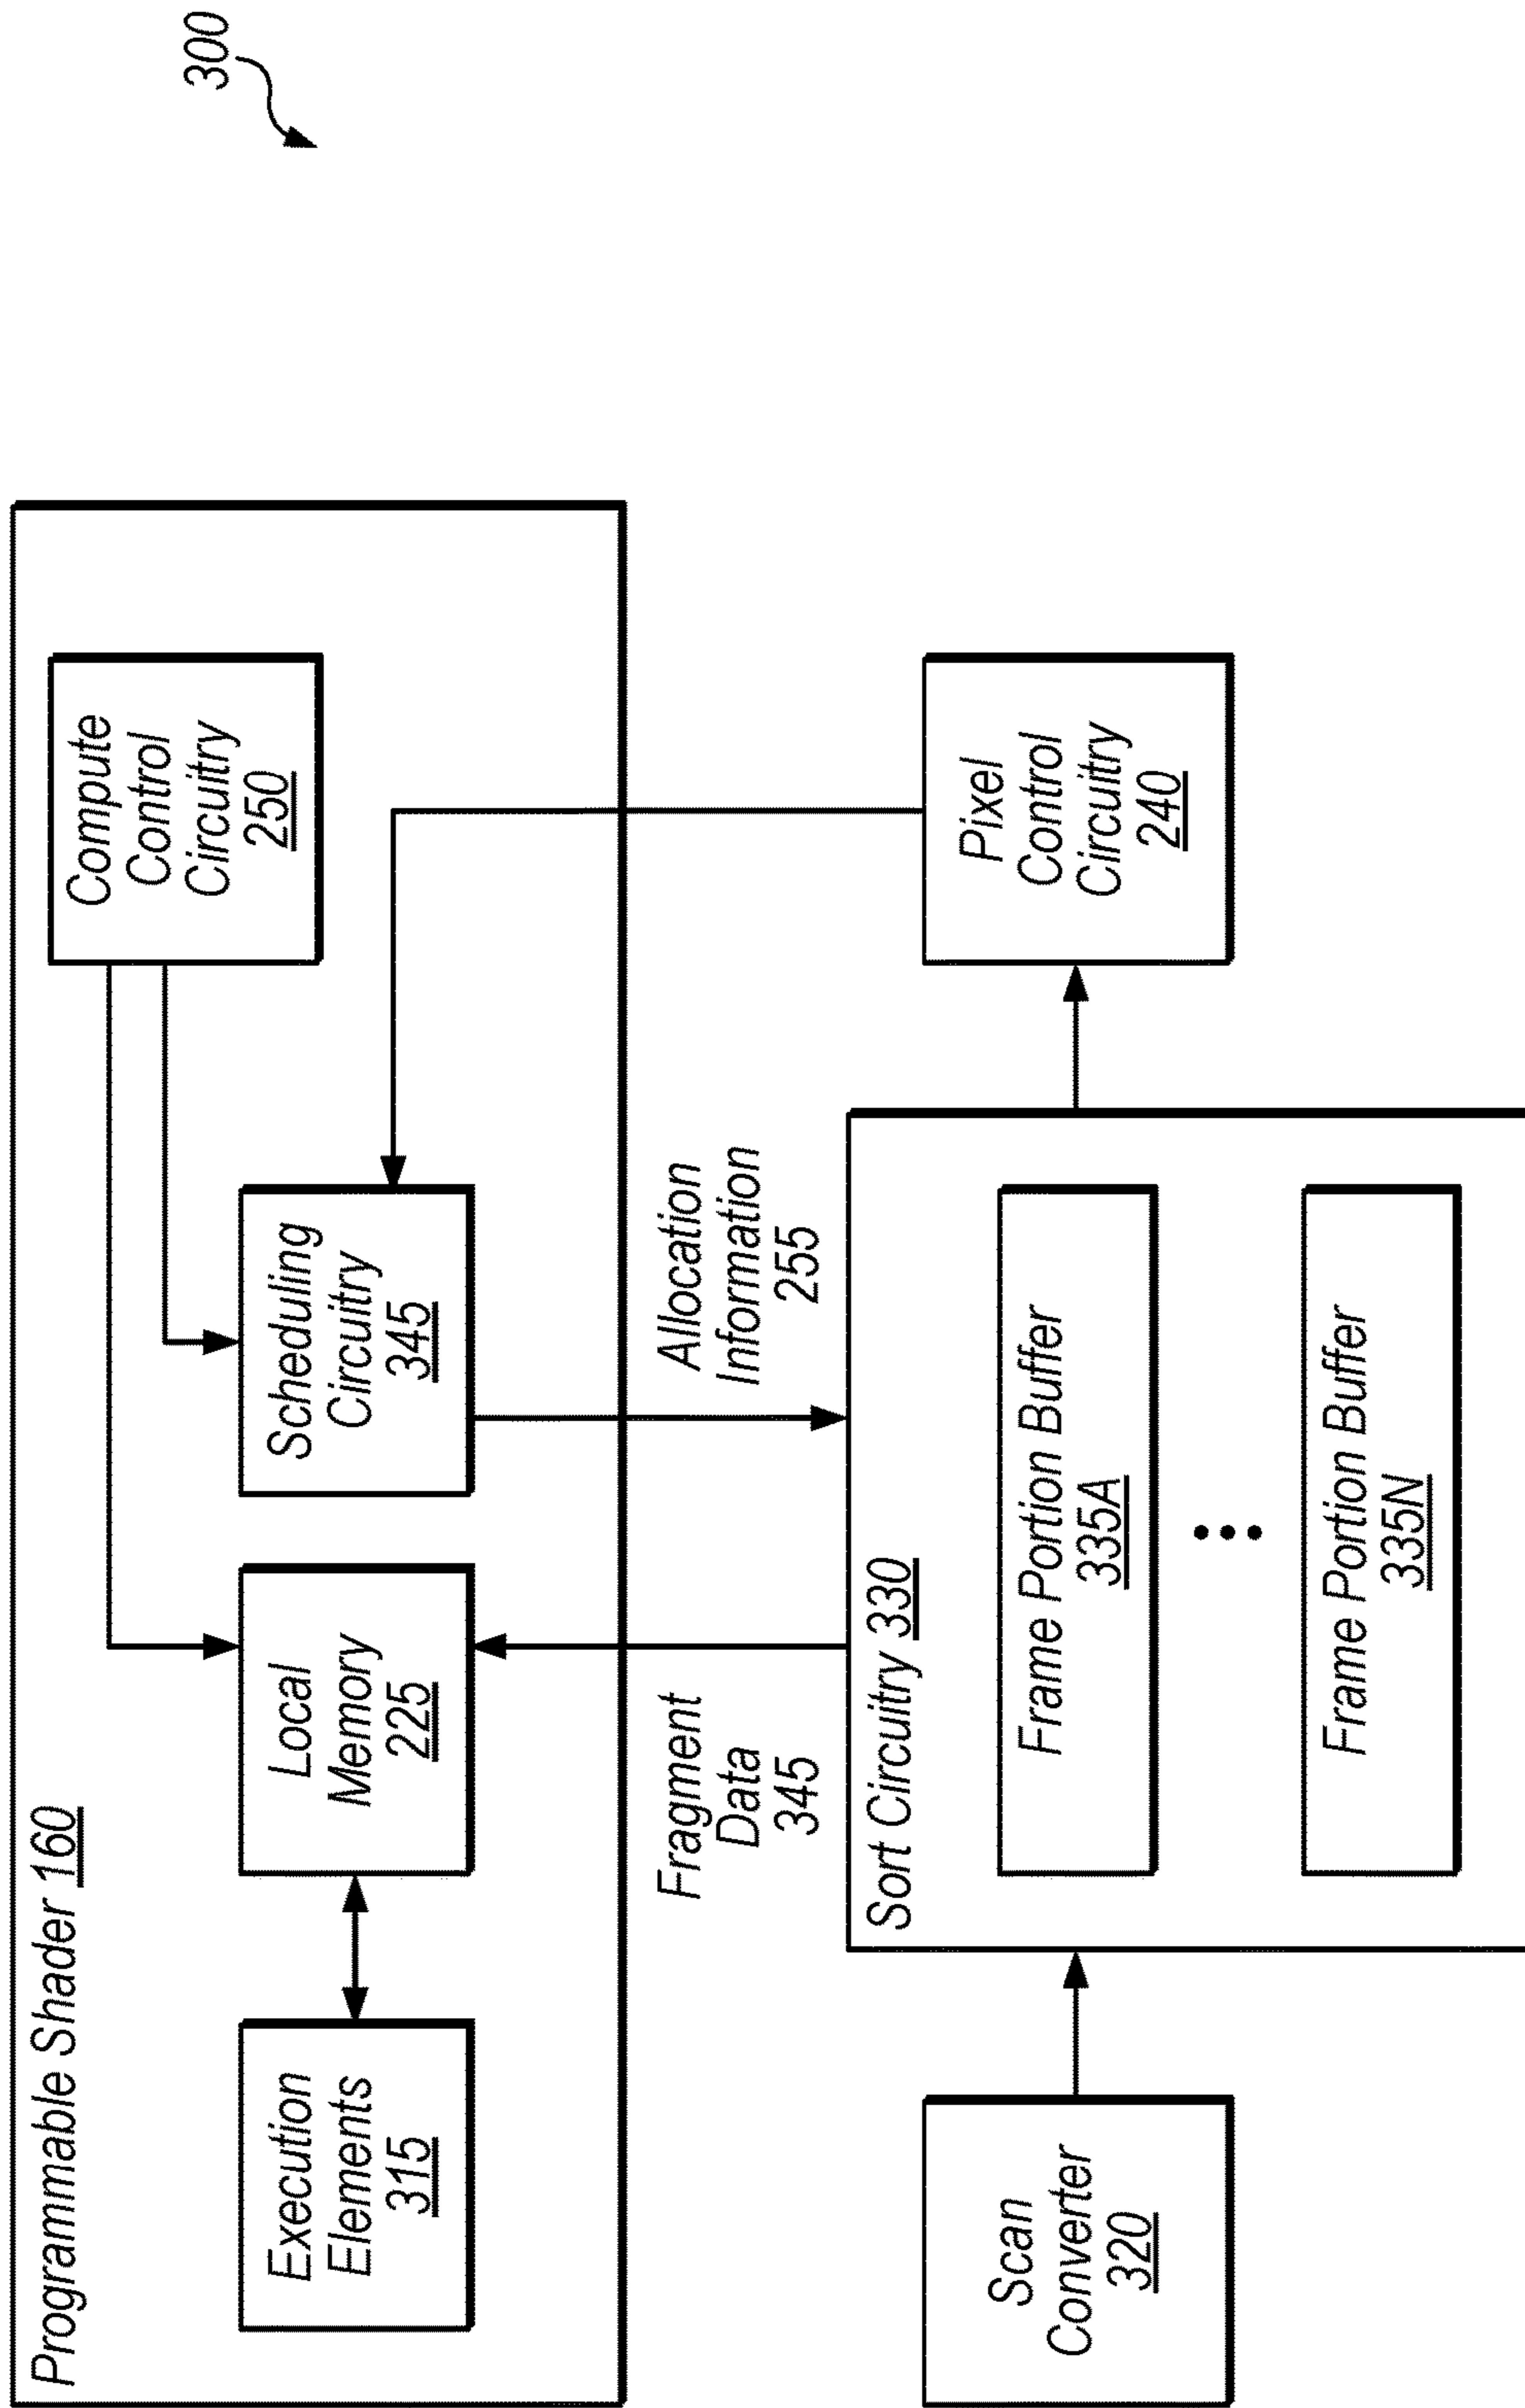 300
Programmable Shader 160
Execution
Elements
315
Local
Memory
225
Scheduling
Circuitry
345
Compute
Control
Circuitry
250
Fragment
Data
345
Allocation
Information
255
Scan
Converter
320
Sort Circuitry 330
Frame Portion Buffer
335A
Frame Portion Buffer
335N
Pixel
Control
Circuitry
240